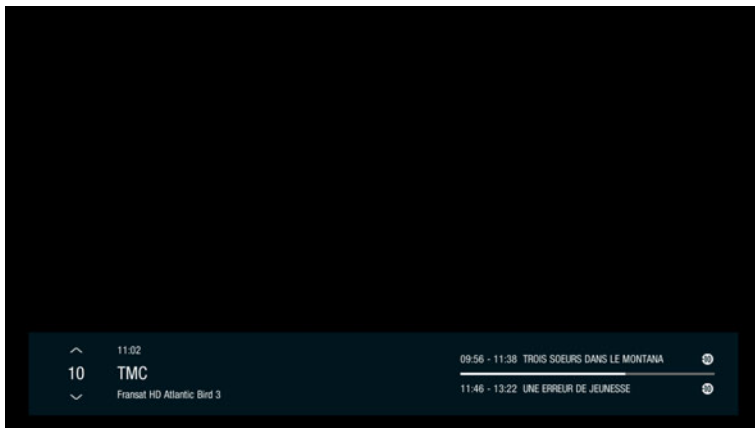 11:02
10
TMC
Fransat HD Atlantic Bird 3
09:56 - 11:38 TROIS SOEURS DANS LE MONTANA
11:46 - 13:22 UNE ERREUR DE JEUNESSE